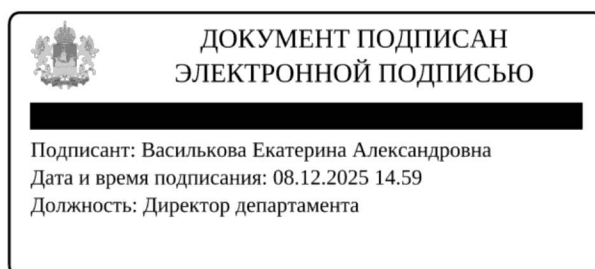 ДОКУМЕНТ ПОДПИСАН
ЭЛЕКТРОННОЙ ПОДПИСЬЮ
Подписант: Василькова Екатерина Александровна
Дата и время подписания: 08.12.2025 14.59
Должность: Директор департамента